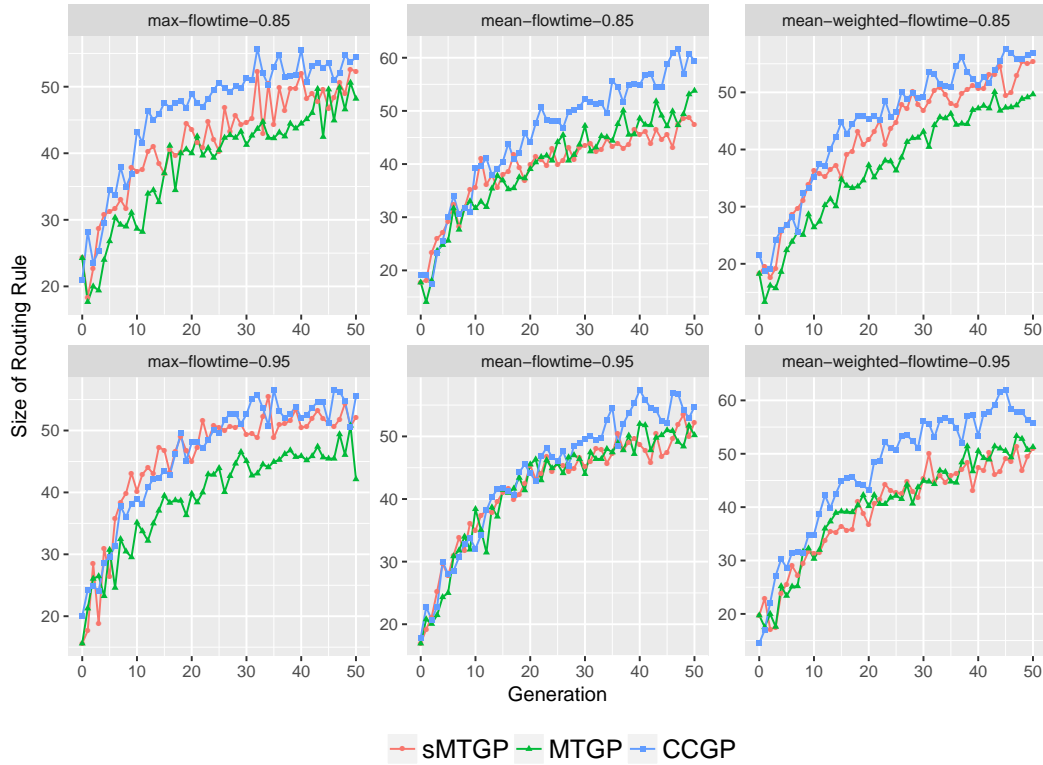 max-flowtime-0.85
mean-flowtime-0.85
mean-weighted-flowtime-0.85
50
40
30
20
60
50
40
30
20
50
40
30
20
0 10 20 30 40 50
0 10 20 30 40 50
0 10 20 30 40 50
max-flowtime-0.95
mean-flowtime-0.95
mean-weighted-flowtime-0.95
50
40
30
20
50
40
30
20
60
50
40
30
20
0 10 20 30 40 50
0 10 20 30 40 50
0 10 20 30 40 50
Size of Routing Rule
Generation
sMTGP MTGP CCGP